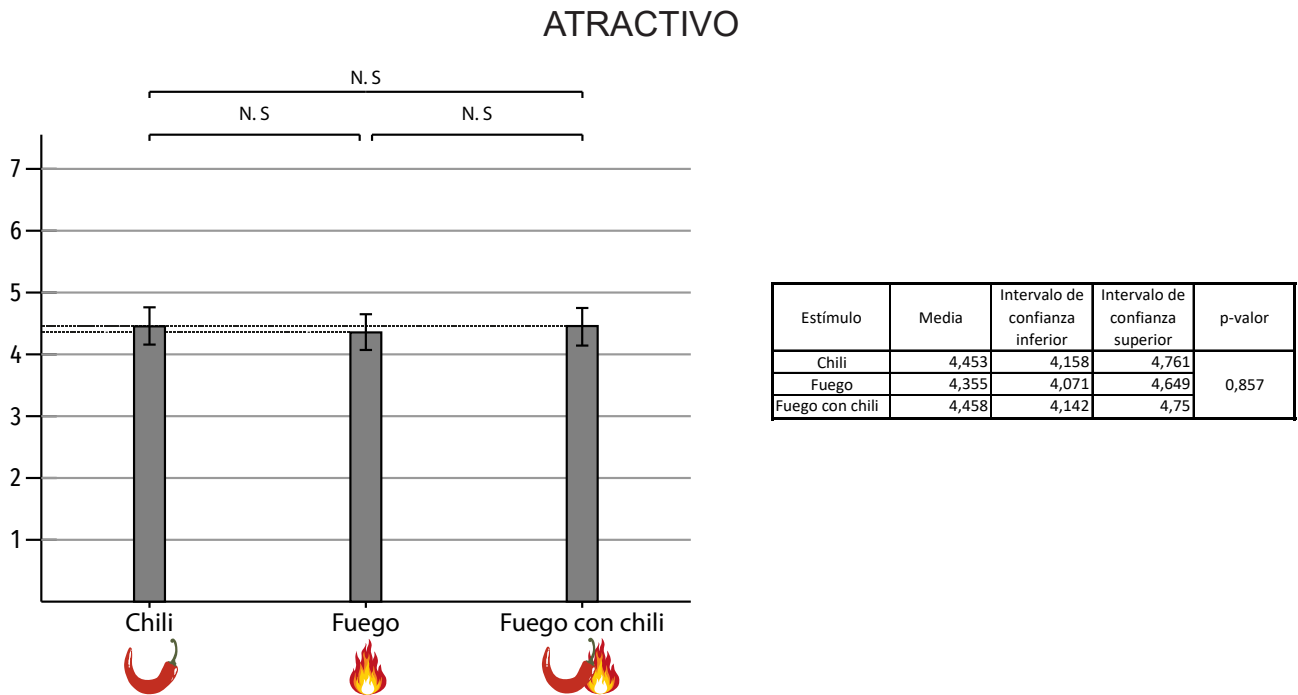 ATRACTIVO
N. S
N. S
N. S
7
6
5
4
3
2
1
Chili
Fuego
Fuego con chili
Estímulo
Media
Intervalo de
confianza
inferior
Intervalo de
confianza
superior
p-valor
Chili
4,453
4,158
4,761
Fuego
4,355
4,071
4,649
0,857
Fuego con chili
4,458
4,142
4,75